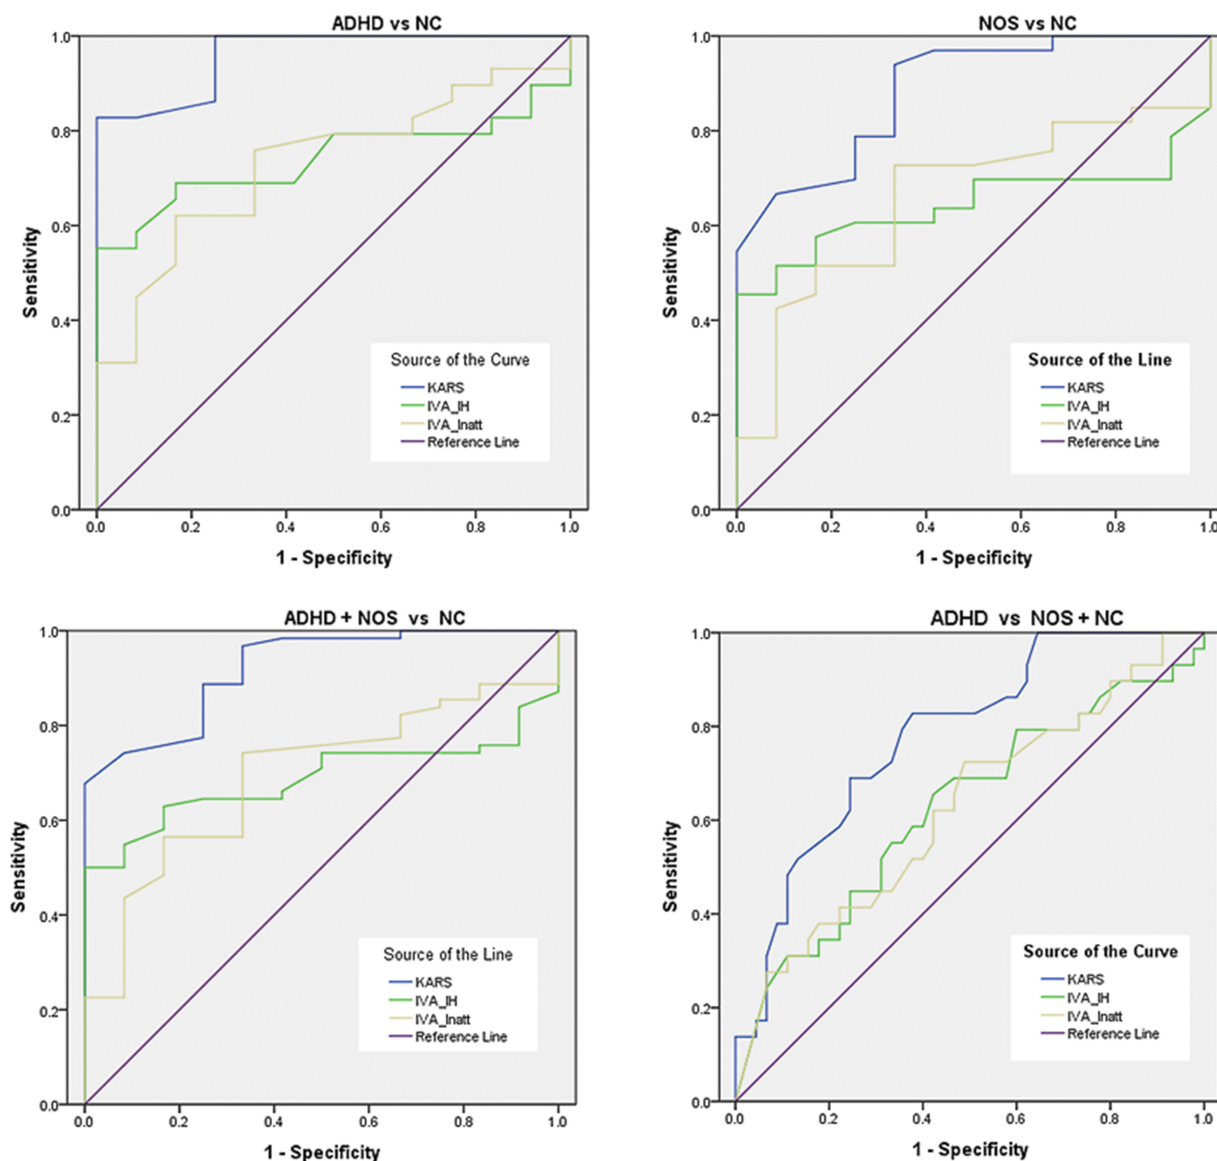 ADHD vs NC
1.0
0.8
0.6
0.4
0.2
0.0
Sensitivity
Source of the Curve
KARS
IVA_IH
IVA_Inatt
Reference Line
0.0 0.2 0.4 0.6 0.8 1.0
1 - Specificity
NOS vs NC
1.0
0.8
0.6
0.4
0.2
0.0
Sensitivity
Source of the Line
KARS
IVA_IH
IVA_Inatt
Reference Line
0.0 0.2 0.4 0.6 0.8 1.0
1 - Specificity
ADHD + NOS vs NC
1.0
0.8
0.6
0.4
0.2
0.0
Sensitivity
Source of the Line
KARS
IVA_IH
IVA_Inatt
Reference Line
0.0 0.2 0.4 0.6 0.8 1.0
1 - Specificity
ADHD vs NOS + NC
1.0
0.8
0.6
0.4
0.2
0.0
Sensitivity
Source of the Curve
KARS
IVA_IH
IVA_Inatt
Reference Line
0.0 0.2 0.4 0.6 0.8 1.0
1 - Specificity